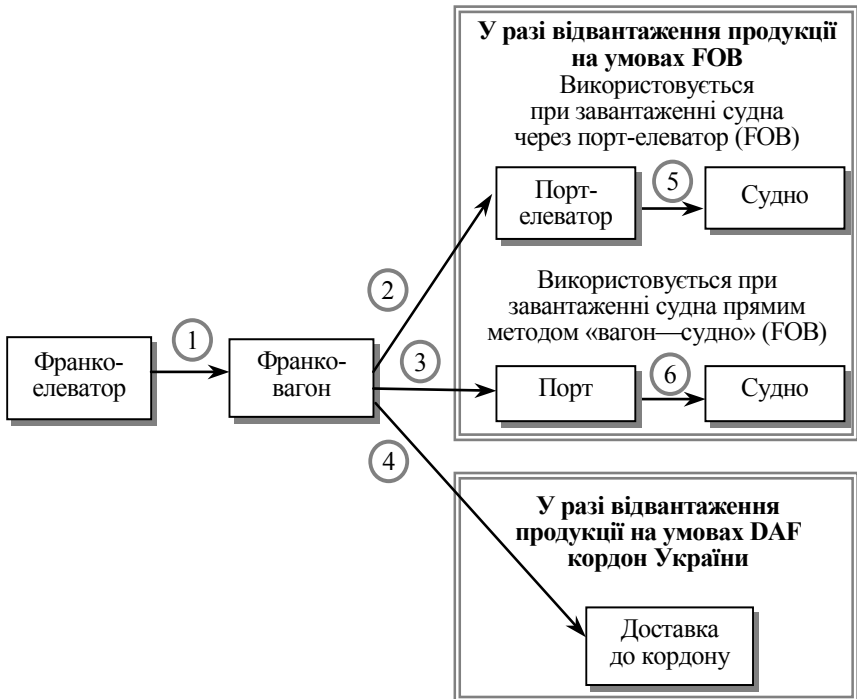 У разі відвантаження продукції
на умовах FOB
Використовується
при завантаженні судна
через порт-елеватор (FOB)
Порт-
елеватор
5
Судно
2
Використовується при
завантаженні судна прямим
методом «вагон—судно» (FOB)
Франко-
елеватор
1
Франко-
вагон
3
Порт
6
Судно
4
У разі відвантаження
продукції на умовах DAF
кордон України
Доставка
до кордону